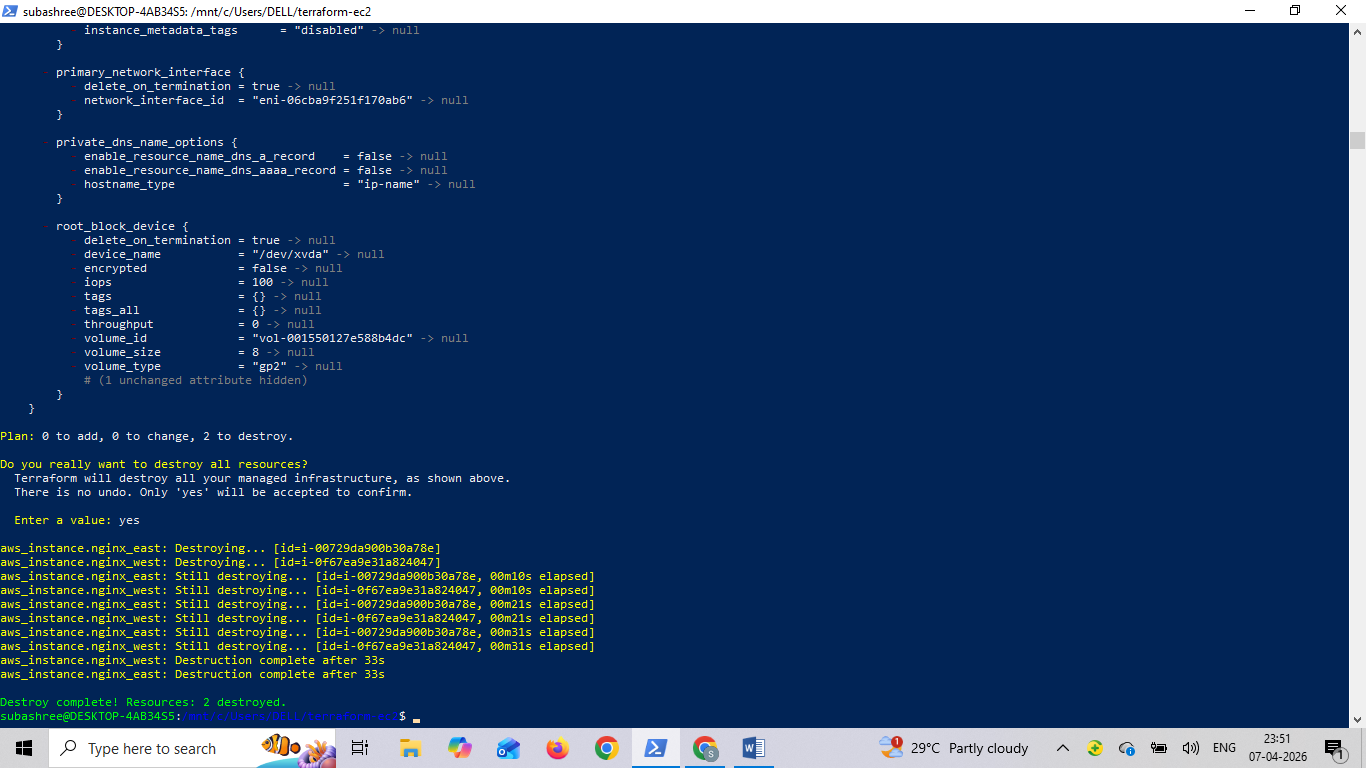 subashree@DESKTOP-4AB34S5: /mnt/c/Users/DELL/terraform-ec2
- instance_metadata_tags      = "disabled" -> null
}
- primary_network_interface {
- delete_on_termination = true -> null
- network_interface_id  = "eni-06cba9f251f170ab6" -> null
}
- private_dns_name_options {
- enable_resource_name_dns_a_record    = false -> null
- enable_resource_name_dns_aaaa_record = false -> null
- hostname_type                        = "ip-name" -> null
}
- root_block_device {
- delete_on_termination = true -> null
- device_name           = "/dev/xvda" -> null
- encrypted             = false -> null
- iops                  = 100 -> null
- tags                  = {} -> null
- tags_all              = {} -> null
- throughput            = 0 -> null
- volume_id             = "vol-001550127e588b4dc" -> null
- volume_size           = 8 -> null
- volume_type           = "gp2" -> null
# (1 unchanged attribute hidden)
}
}
Plan: 0 to add, 0 to change, 2 to destroy.
Do you really want to destroy all resources?
Terraform will destroy all your managed infrastructure, as shown above.
There is no undo. Only 'yes' will be accepted to confirm.
Enter a value: yes
aws_instance.nginx_east: Destroying... [id=i-00729da900b30a78e]
aws_instance.nginx_west: Destroying... [id=i-0f67ea9e31a824047]
aws_instance.nginx_east: Still destroying... [id=i-00729da900b30a78e, 00m10s elapsed]
aws_instance.nginx_west: Still destroying... [id=i-0f67ea9e31a824047, 00m10s elapsed]
aws_instance.nginx_east: Still destroying... [id=i-00729da900b30a78e, 00m21s elapsed]
aws_instance.nginx_west: Still destroying... [id=i-0f67ea9e31a824047, 00m21s elapsed]
aws_instance.nginx_east: Still destroying... [id=i-00729da900b30a78e, 00m31s elapsed]
aws_instance.nginx_west: Still destroying... [id=i-0f67ea9e31a824047, 00m31s elapsed]
aws_instance.nginx_west: Destruction complete after 33s
aws_instance.nginx_east: Destruction complete after 33s
Destroy complete! Resources: 2 destroyed.
subashree@DESKTOP-4AB34S5:/mnt/c/Users/DELL/terraform-ec2$
Type here to search
29°C Partly cloudy
ENG
23:51
07-04-2026